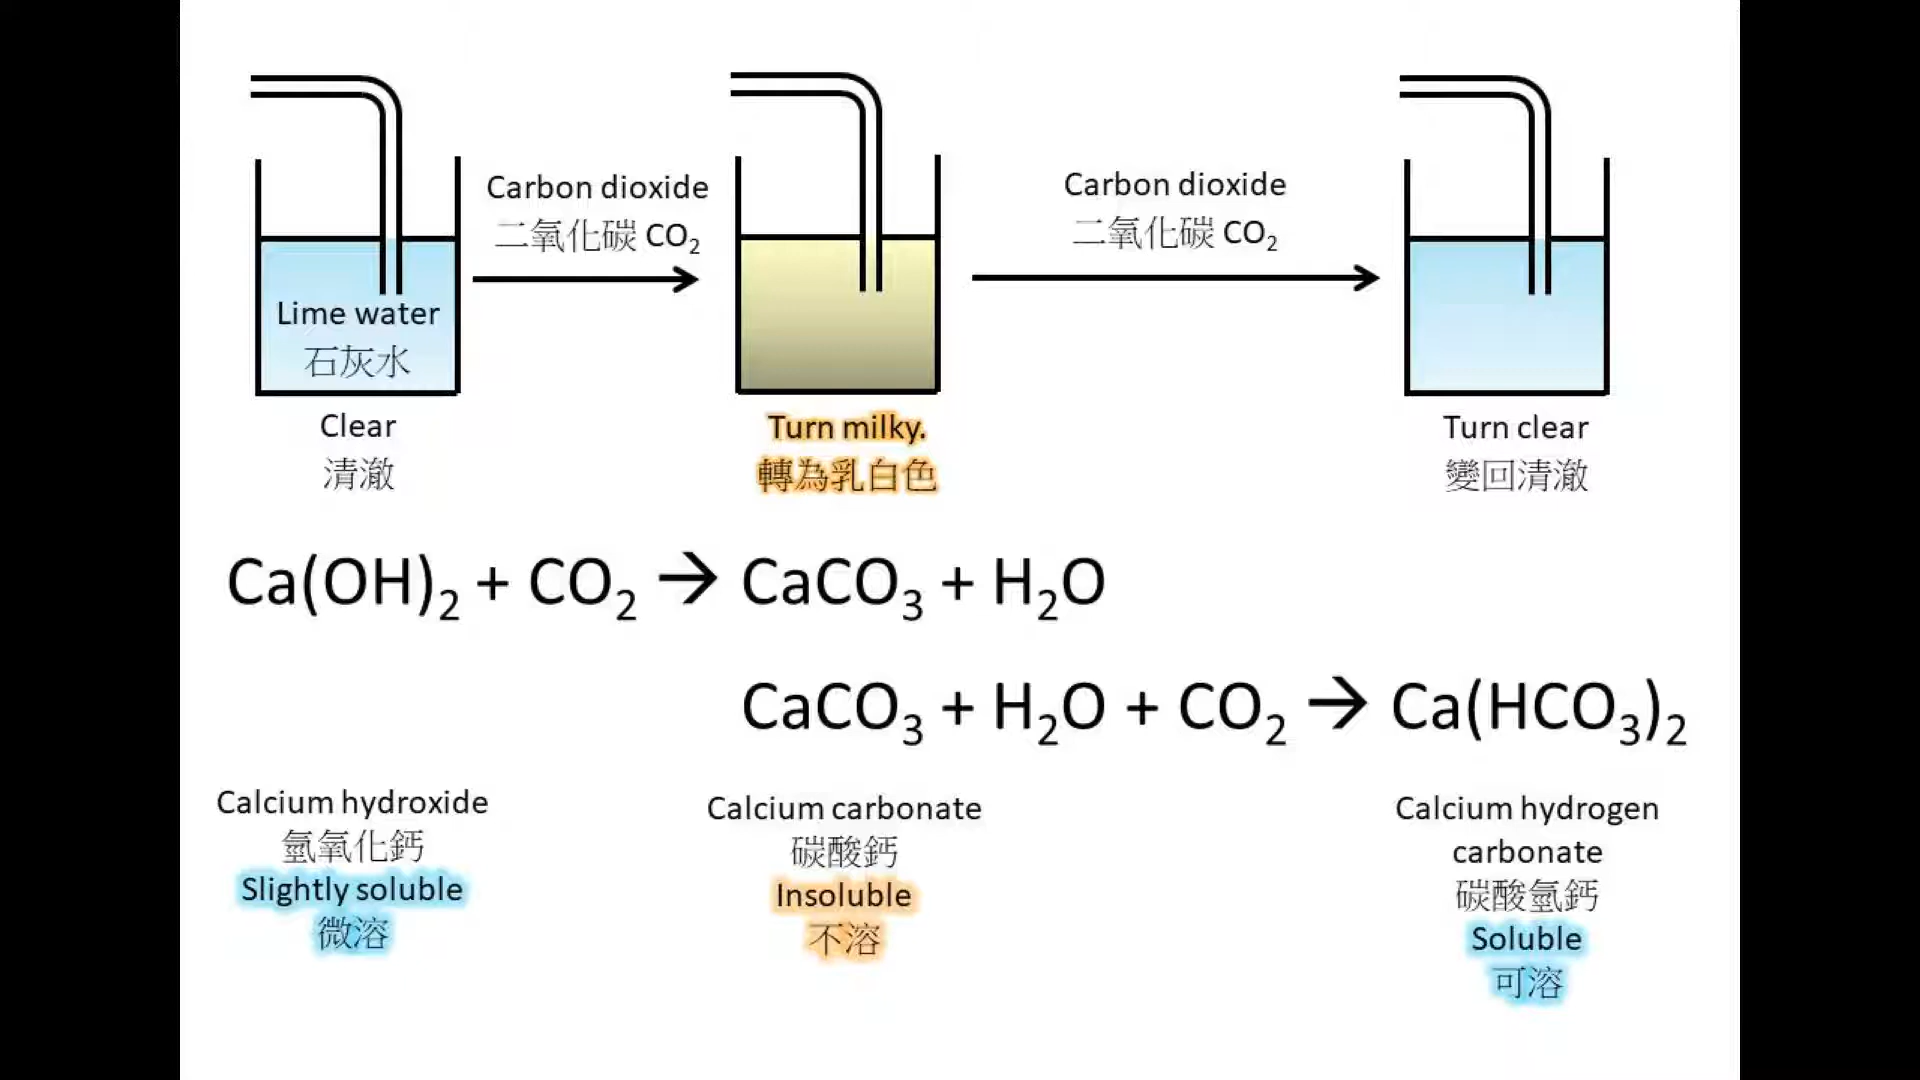 Carbon dioxide
二氧化碳 CO₂
Carbon dioxide
二氧化碳 CO₂
Lime water
石灰水
Clear
清澈
Turn milky.
轉為乳白色
Turn clear
變回清澈
Ca(OH)₂ + CO₂ → CaCO₃ + H₂O
CaCO₃ + H₂O + CO₂ → Ca(HCO₃)₂
Calcium hydroxide
氫氧化鈣
Slightly soluble
微溶
Calcium carbonate
碳酸鈣
Insoluble
不溶
Calcium hydrogen
carbonate
碳酸氫鈣
Soluble
可溶